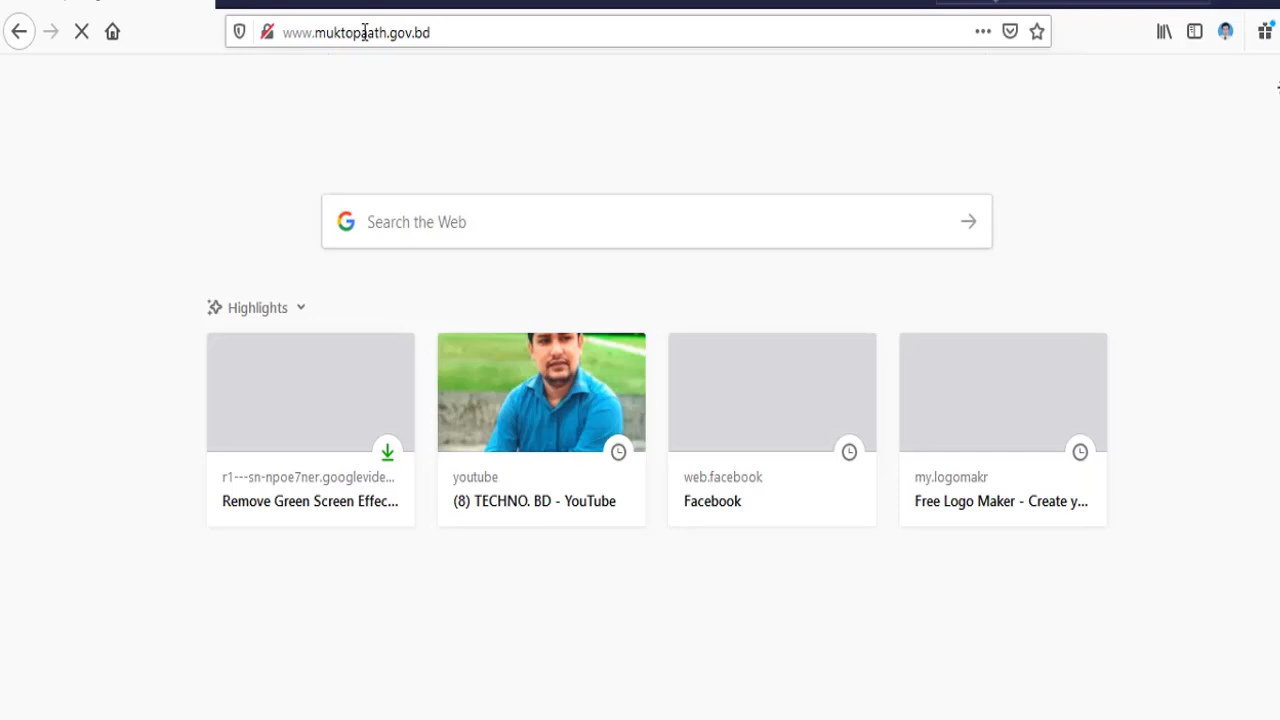 www.muktopaath.gov.bd
Search the Web
Highlights
r1---sn-npoe7ner.googlevide...
Remove Green Screen Effec...
youtube
(8) TECHNO. BD - YouTube
web.facebook
Facebook
my.logomakr
Free Logo Maker - Create y...